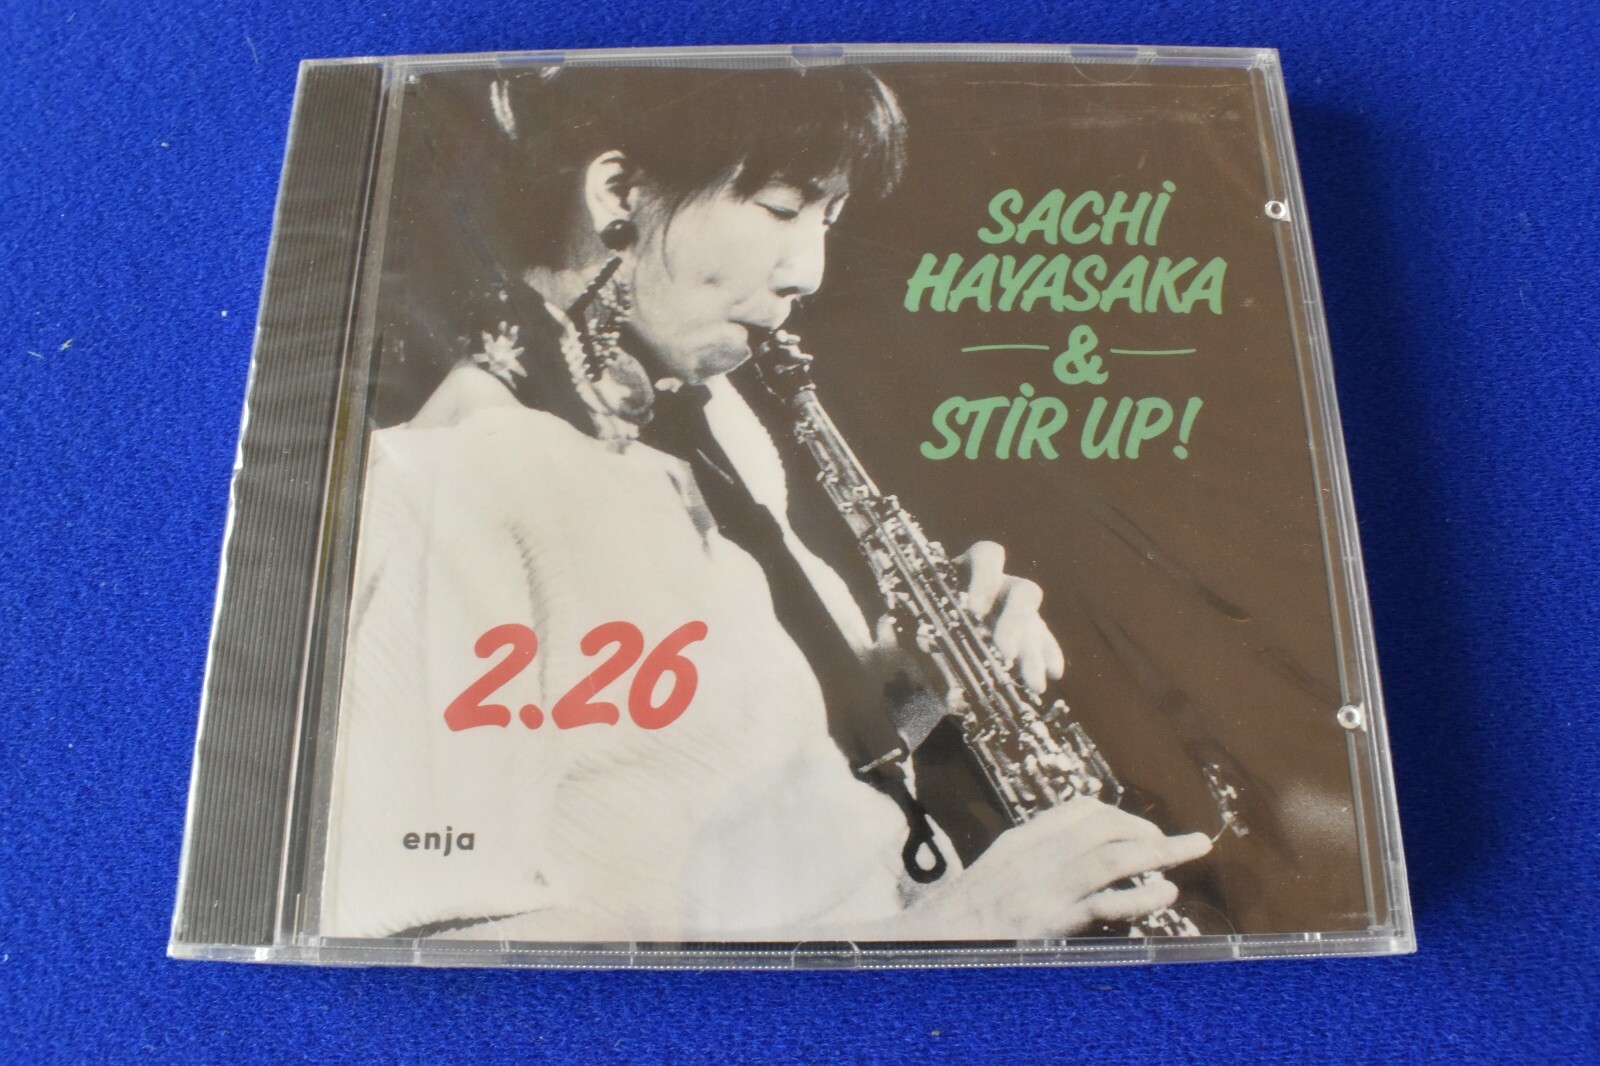 SACHi
HAYASAKA
&
STiR UP!
2.26
enja